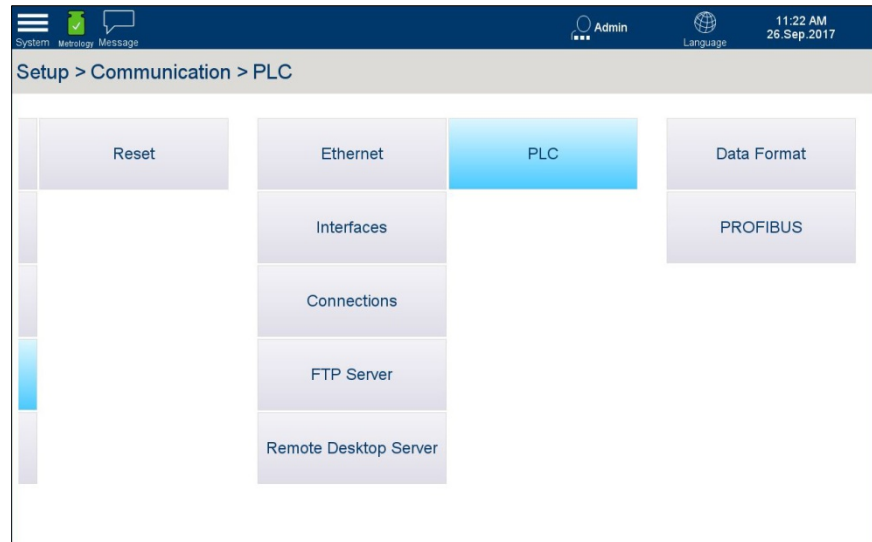 System Metrology Message Admin Language 11:22 AM
26.Sep.2017
Setup > Communication > PLC
Reset Ethernet PLC Data Format
Interfaces PROFIBUS
Connections
FTP Server
Remote Desktop Server